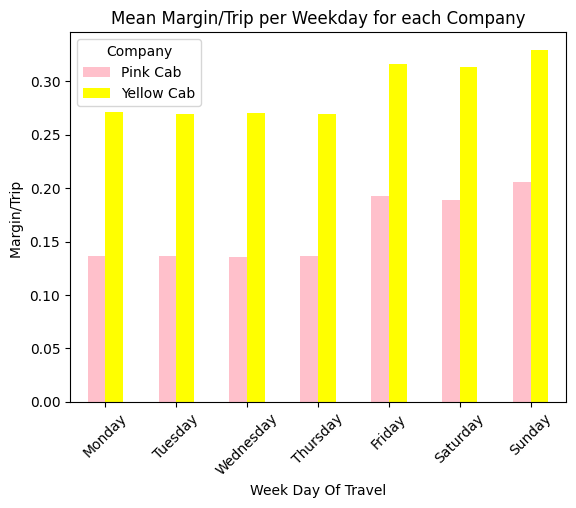 Mean Margin/Trip per Weekday for each Company
Company
Pink Cab
Yellow Cab
Margin/Trip
0.30
0.25
0.20
0.15
0.10
0.05
0.00
Monday
Tuesday
Wednesday
Thursday
Friday
Saturday
Sunday
Week Day Of Travel